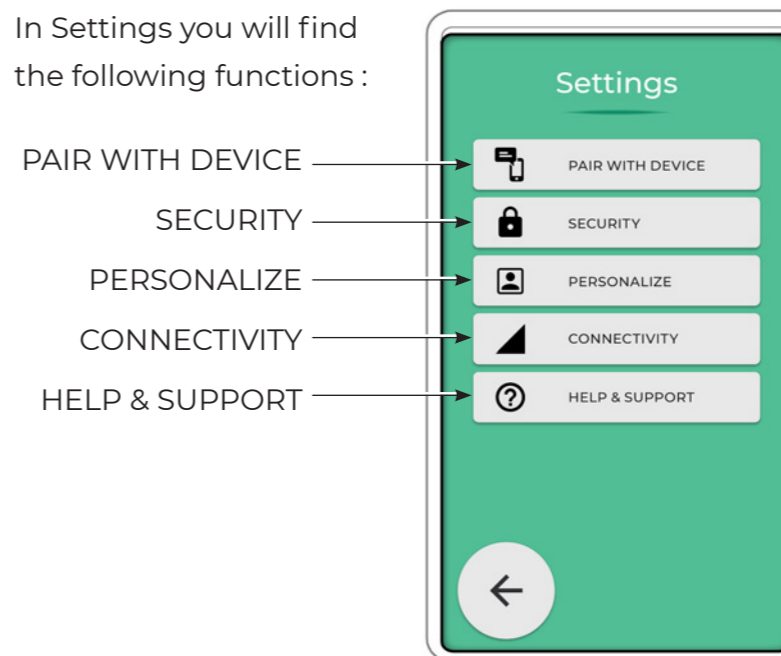 In Settings you will find
the following functions :
PAIR WITH DEVICE
SECURITY
PERSONALIZE
CONNECTIVITY
HELP & SUPPORT
Settings
PAIR WITH DEVICE
SECURITY
PERSONALIZE
CONNECTIVITY
HELP & SUPPORT